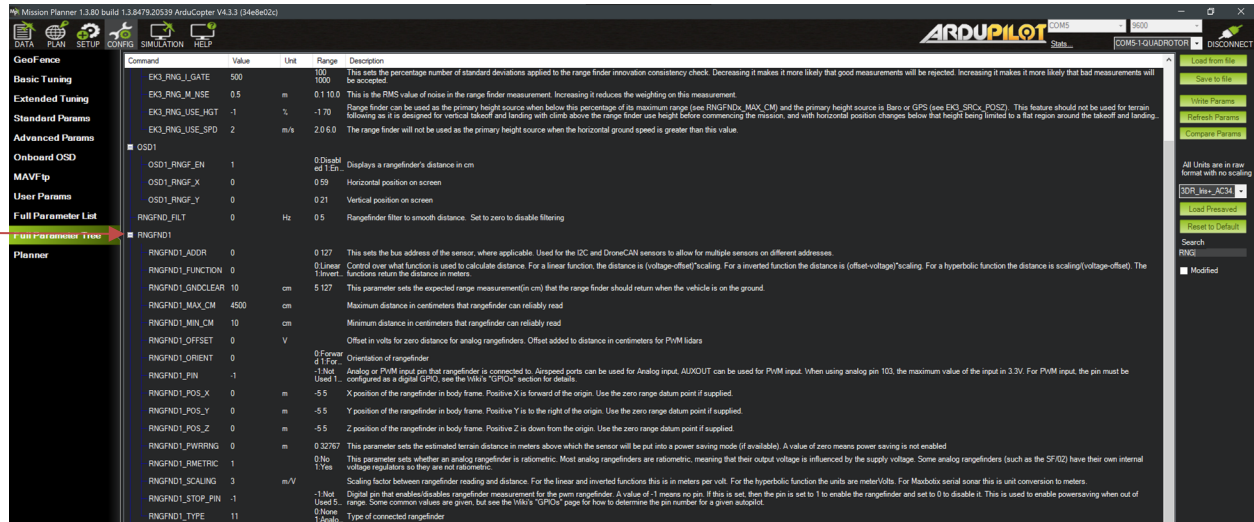 Mission Planner 1.3.80 build 1.3.8479.20539 ArduCopter V4.3.3 (34e8e02c)
DATA PLAN SETUP CONFIG SIMULATION HELP
ARDUPILOT
COM5 9600
Stats...
COM5-1-QUADROTOR DISCONNECT
GeoFence
Basic Tuning
Extended Tuning
Standard Params
Advanced Params
Onboard OSD
MAVFtp
User Params
Full Parameter List
Full Parameter Tree
Planner
Command Value Unit Range Description
EK3_RNG_I_GATE 500 100 1000 This sets the percentage number of standard deviations applied to the range finder innovation consistency check. Decreasing it makes it more likely that good measurements will be rejected. Increasing it makes it more likely that bad measurements will
be accepted.
EK3_RNG_M_NSE 0.5 m 0.1 10.0 This is the RMS value of noise in the range finder measurement. Increasing it reduces the weighting on this measurement.
EK3_RNG_USE_HGT -1 % -1 70 Range finder can be used as the primary height source when below this percentage of its maximum range (see RNGFNDx_MAX_CM) and the primary height source is Baro or GPS (see EK3_SRCx_POSZ). This feature should not be used for terrain
following as it is designed for vertical takeoff and landing with climb above the range finder use height before commencing the mission, and with horizontal position changes below that height being limited to a flat region around the takeoff and landing...
EK3_RNG_USE_SPD 2 m/s 2.0 6.0 The range finder will not be used as the primary height source when the horizontal ground speed is greater than this value.
OSD1
OSD1_RNGF_EN 1 0:Disabl ed 1:En... Displays a rangefinder's distance in cm
OSD1_RNGF_X 0 0 59 Horizontal position on screen
OSD1_RNGF_Y 0 0 21 Vertical position on screen
RNGFND_FILT 0 Hz 0 5 Rangefinder filter to smooth distance. Set to zero to disable filtering
RNGFND1
RNGFND1_ADDR 0 0 127 This sets the bus address of the sensor, where applicable. Used for the I2C and DroneCAN sensors to allow for multiple sensors on different addresses.
RNGFND1_FUNCTION 0 0:Linear 1:Invert... Control over what function is used to calculate distance. For a linear function, the distance is (voltage-offset)*scaling. For a inverted function the distance is (offset-voltage)*scaling. For a hyperbolic function the distance is scaling/(voltage-offset). The
functions return the distance in meters.
RNGFND1_GNDCLEAR 10 cm 5 127 This parameter sets the expected range measurement(in cm) that the range finder should return when the vehicle is on the ground.
RNGFND1_MAX_CM 4500 cm Maximum distance in centimeters that rangefinder can reliably read
RNGFND1_MIN_CM 10 cm Minimum distance in centimeters that rangefinder can reliably read
RNGFND1_OFFSET 0 V Offset in volts for zero distance for analog rangefinders. Offset added to distance in centimeters for PWM lidars
RNGFND1_ORIENT 0 0:Forwar d 1:For... Orientation of rangefinder
RNGFND1_PIN -1 -1:Not Used 1... Analog or PWM input pin that rangefinder is connected to. Airspeed ports can be used for Analog input, AUXOUT can be used for PWM input. When using analog pin 103, the maximum value of the input in 3.3V. For PWM input, the pin must be
configured as a digital GPIO, see the Wiki's "GPIOs" section for details.
RNGFND1_POS_X 0 m -5 5 X position of the rangefinder in body frame. Positive X is forward of the origin. Use the zero range datum point if supplied.
RNGFND1_POS_Y 0 m -5 5 Y position of the rangefinder in body frame. Positive Y is to the right of the origin. Use the zero range datum point if supplied.
RNGFND1_POS_Z 0 m -5 5 Z position of the rangefinder in body frame. Positive Z is down from the origin. Use the zero range datum point if supplied.
RNGFND1_PWRRNG 0 m 0 32767 This parameter sets the estimated terrain distance in meters above which the sensor will be put into a power saving mode (if available). A value of zero means power saving is not enabled
RNGFND1_RMETRIC 1 0:No 1:Yes This parameter sets whether an analog rangefinder is ratiometric. Most analog rangefinders are ratiometric, meaning that their output voltage is influenced by the supply voltage. Some analog rangefinders (such as the SF/02) have their own internal
voltage regulators so they are not ratiometric.
RNGFND1_SCALING 3 m/V Scaling factor between rangefinder reading and distance. For the linear and inverted functions this is in meters per volt. For the hyperbolic function the units are meterVolts. For Maxbotix serial sonar this is unit conversion to meters.
RNGFND1_STOP_PIN -1 -1:Not Used 5... Digital pin that enables/disables rangefinder measurement for the pwm rangefinder. A value of -1 means no pin. If this is set, then the pin is set to 1 to enable the rangefinder and set to 0 to disable it. This is used to enable powersaving when out of
range. Some common values are given, but see the Wiki's "GPIOs" page for how to determine the pin number for a given autopilot.
RNGFND1_TYPE 11 0:None 1:Analo... Type of connected rangefinder
Load from file
Save to file
Write Params
Refresh Params
Compare Params
All Units are in raw
format with no scaling
3DR_Iris+_AC34.
Load Presaved
Reset to Default
Search
RNG
Modified